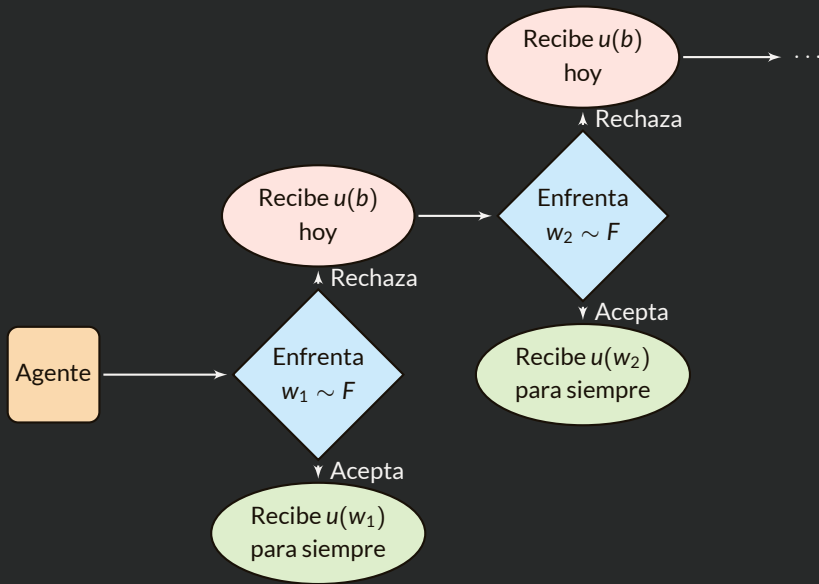 Recibe u(b)
hoy
...
Rechaza
Enfrenta
w₂ ∼ F
Recibe u(b)
hoy
Rechaza
Acepta
Recibe u(w₂)
para siempre
Agente
Enfrenta
w₁ ∼ F
Acepta
Recibe u(w₁)
para siempre